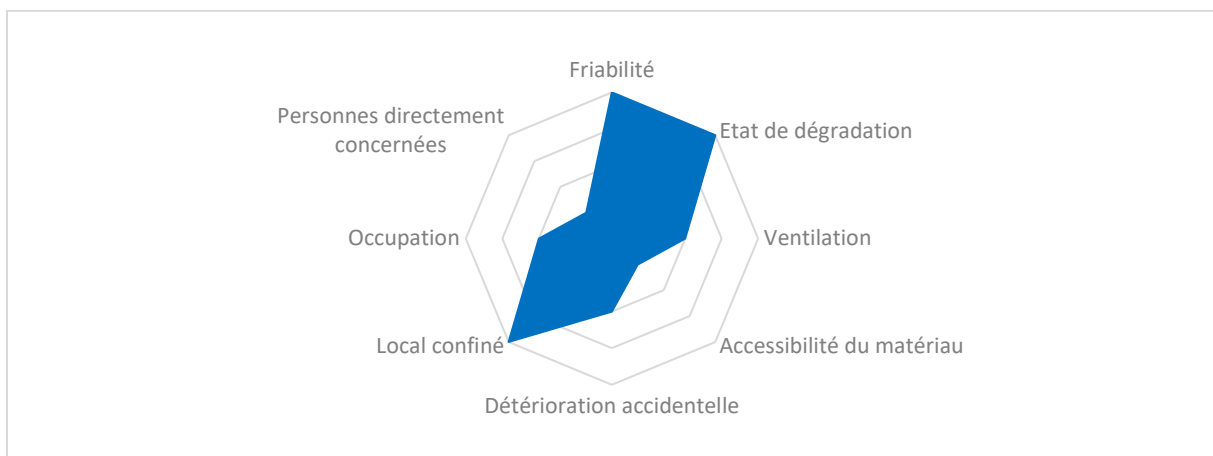 Friabilité
Personnes directement
concernées
Etat de dégradation
Occupation
Ventilation
Local confiné
Accessibilité du matériau
Détérioration accidentelle